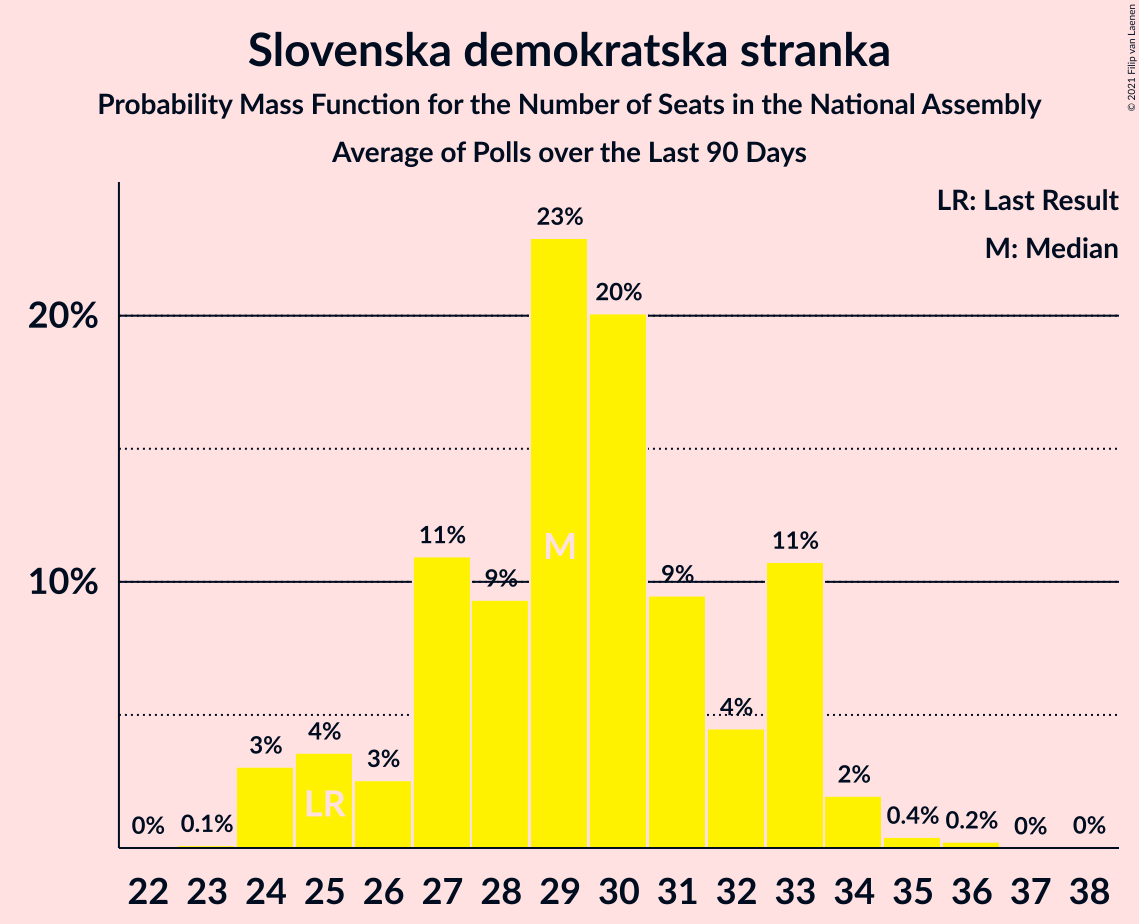 Slovenska demokratska stranka
Probability Mass Function for the Number of Seats in the National Assembly
Average of Polls over the Last 90 Days
© 2021 Filip van Laenen
LR: Last Result
M: Median
20%
10%
0%
0.1%
3%
4%
3%
11%
9%
23%
20%
9%
4%
11%
2%
0.4%
0.2%
0%
0%
LR
M
22 23 24 25 26 27 28 29 30 31 32 33 34 35 36 37 38